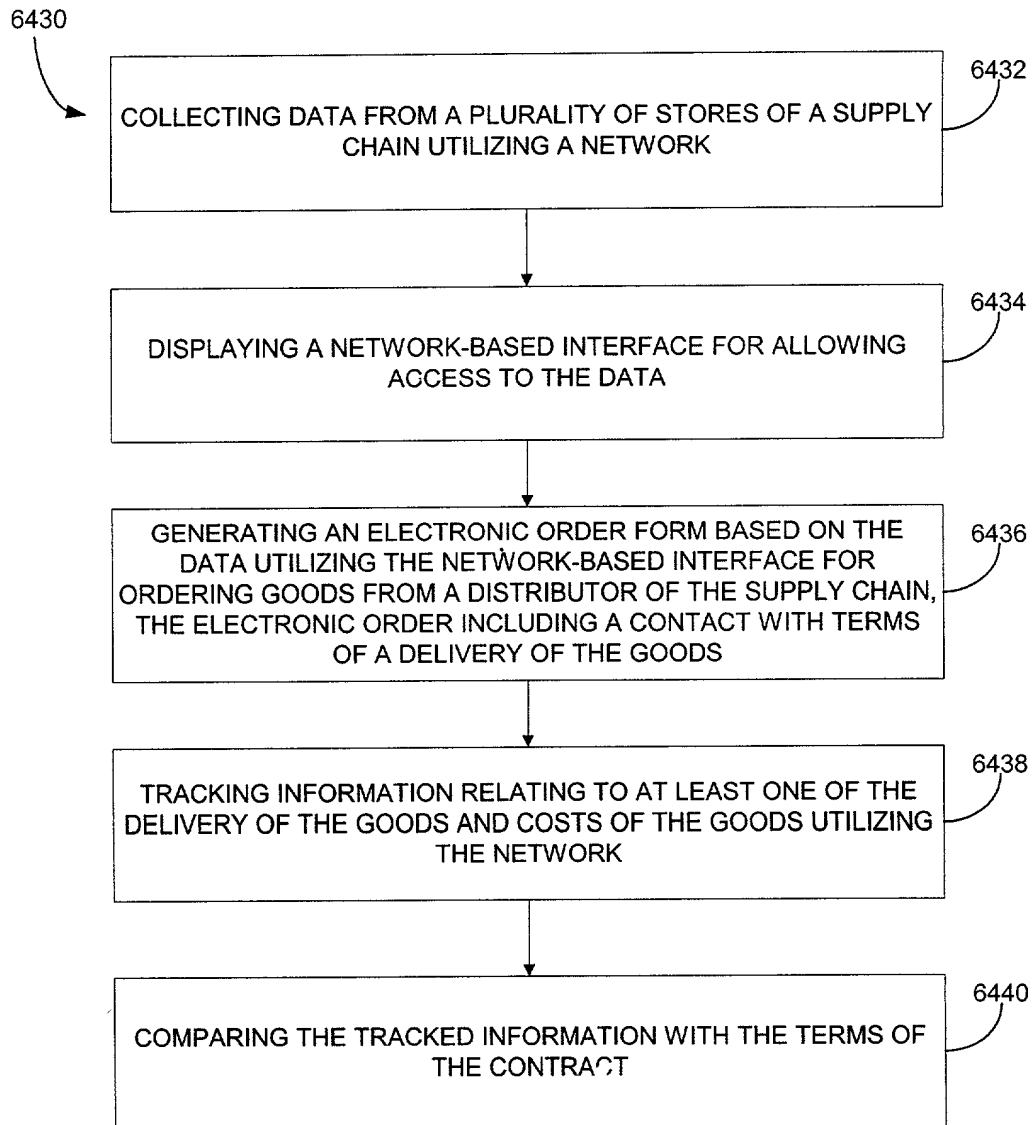 6430
6432
COLLECTING DATA FROM A PLURALITY OF STORES OF A SUPPLY
CHAIN UTILIZING A NETWORK
6434
DISPLAYING A NETWORK-BASED INTERFACE FOR ALLOWING
ACCESS TO THE DATA
6436
GENERATING AN ELECTRONIC ORDER FORM BASED ON THE
DATA UTILIZING THE NETWORK-BASED INTERFACE FOR
ORDERING GOODS FROM A DISTRIBUTOR OF THE SUPPLY CHAIN,
THE ELECTRONIC ORDER INCLUDING A CONTACT WITH TERMS
OF A DELIVERY OF THE GOODS
6438
TRACKING INFORMATION RELATING TO AT LEAST ONE OF THE
DELIVERY OF THE GOODS AND COSTS OF THE GOODS UTILIZING
THE NETWORK
6440
COMPARING THE TRACKED INFORMATION WITH THE TERMS OF
THE CONTRACT